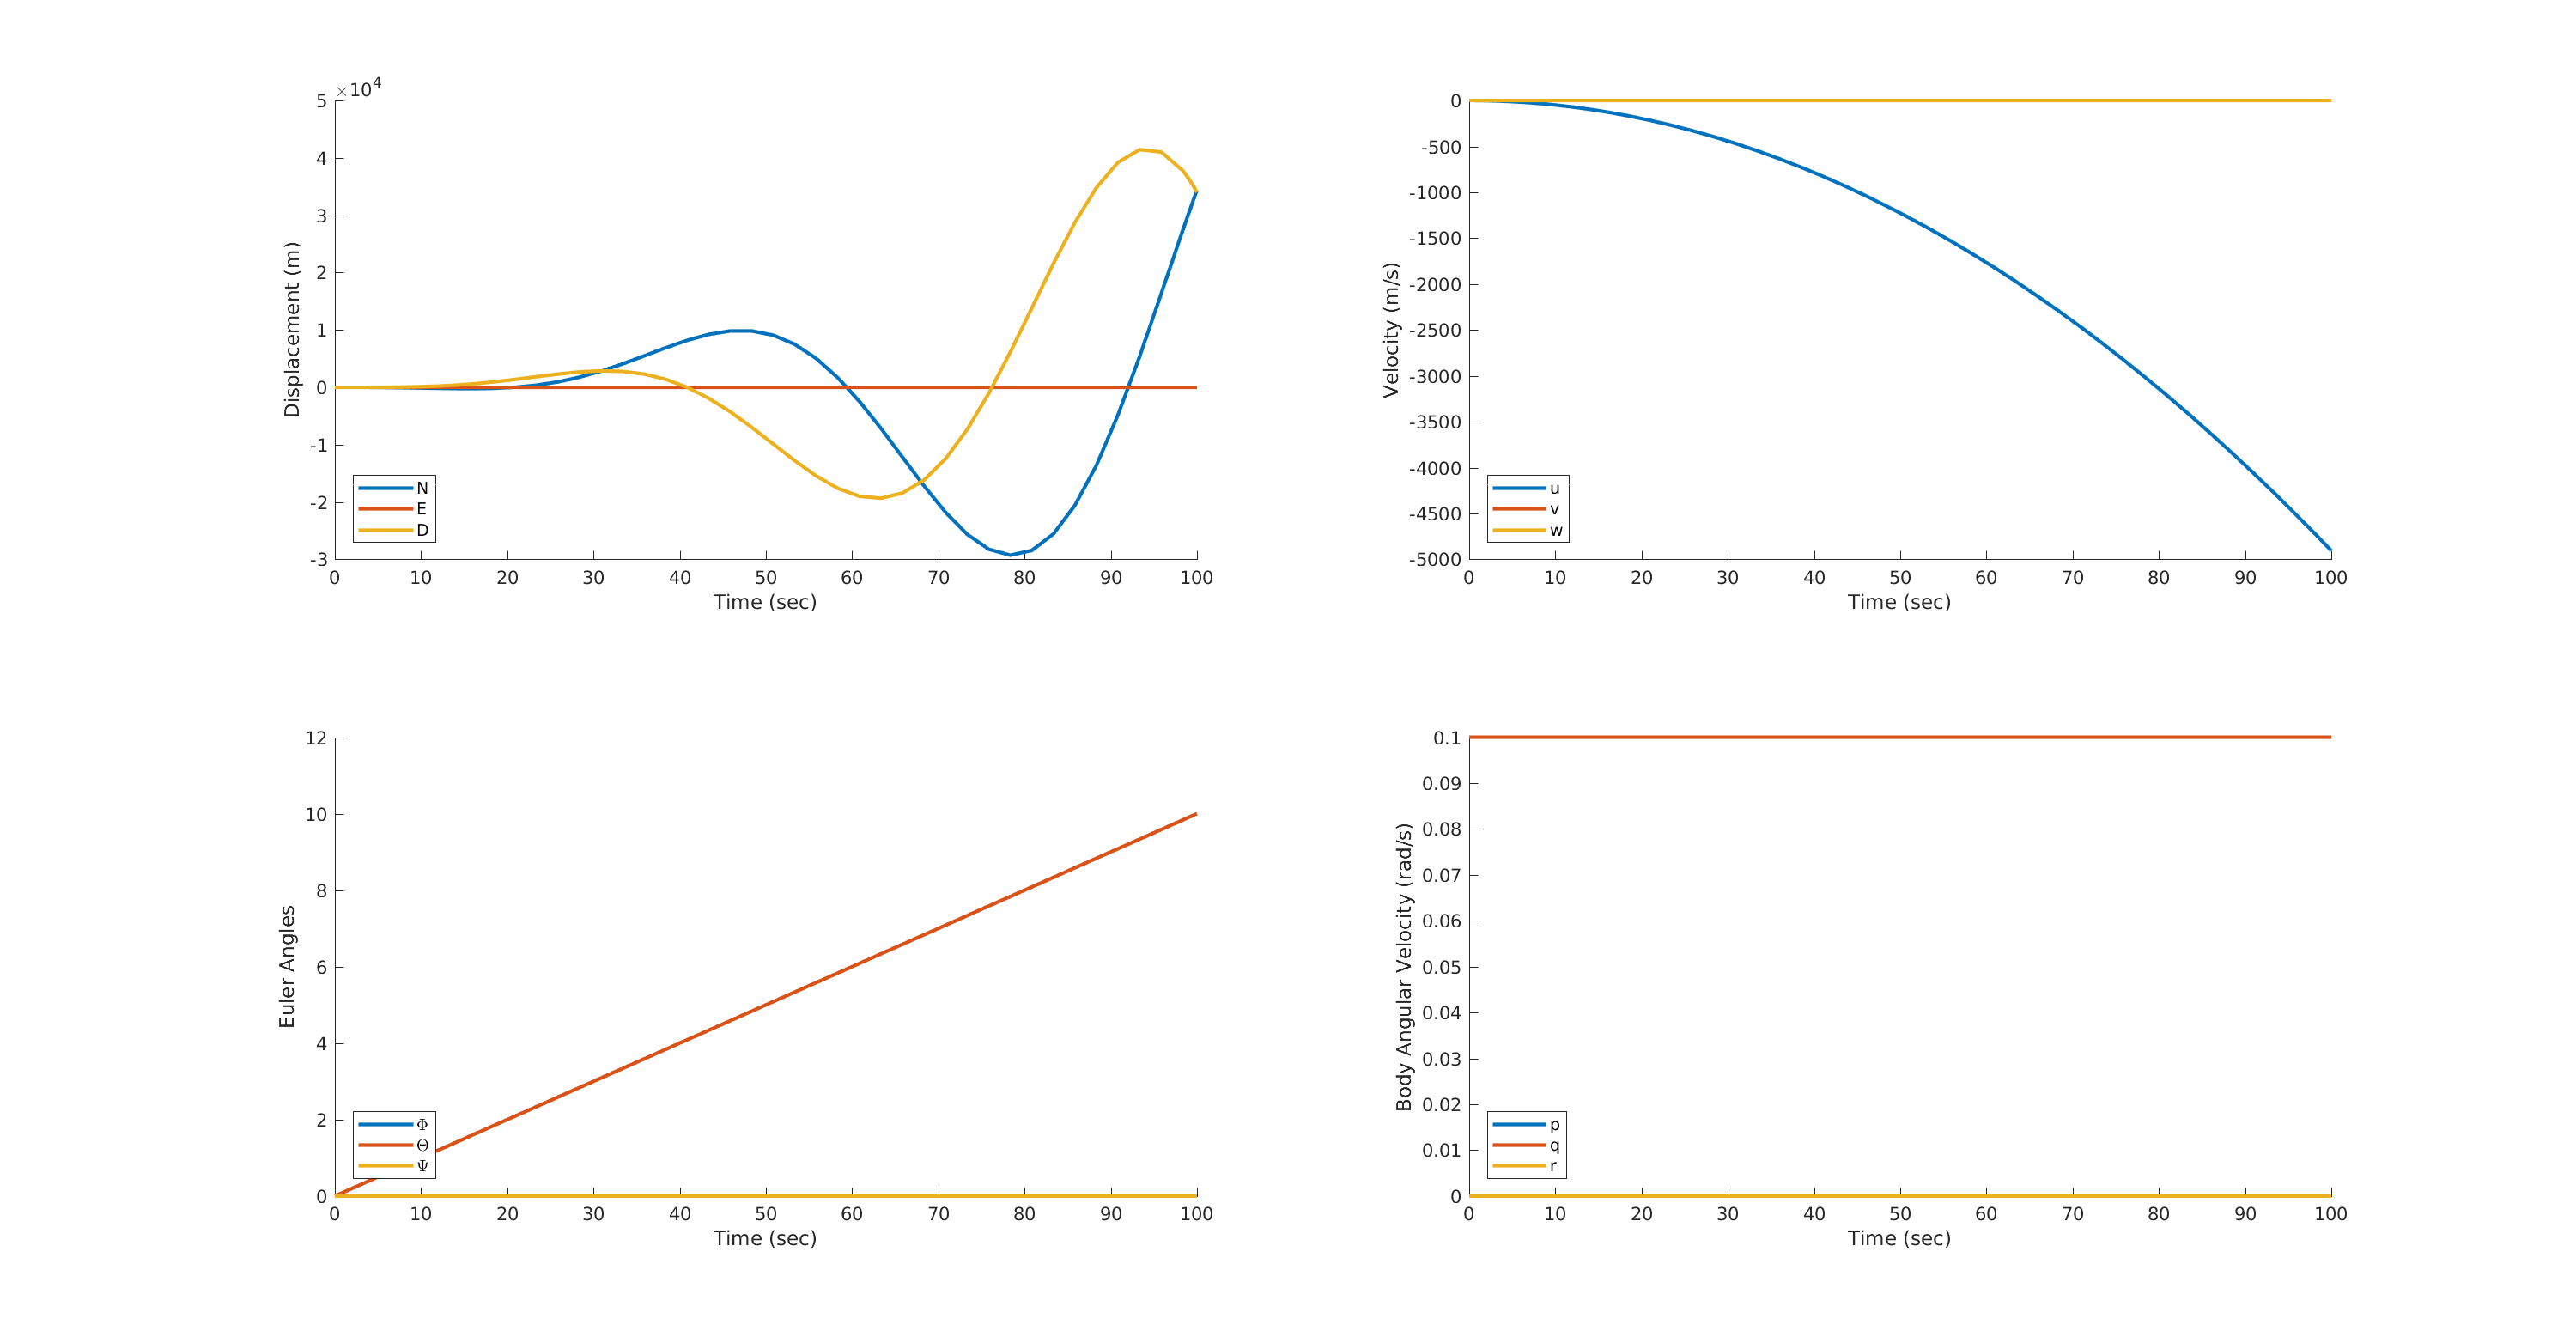 ×10^4
5
4
3
2
1
0
-1
-2
-3
Displacement (m)
N
E
D
0 10 20 30 40 50 60 70 80 90 100
Time (sec)
0
-500
-1000
-1500
-2000
-2500
-3000
-3500
-4000
-4500
-5000
Velocity (m/s)
u
v
w
0 10 20 30 40 50 60 70 80 90 100
Time (sec)
12
10
8
6
4
2
0
Euler Angles
Φ
Θ
Ψ
0 10 20 30 40 50 60 70 80 90 100
Time (sec)
0.1
0.09
0.08
0.07
0.06
0.05
0.04
0.03
0.02
0.01
0
Body Angular Velocity (rad/s)
p
q
r
0 10 20 30 40 50 60 70 80 90 100
Time (sec)